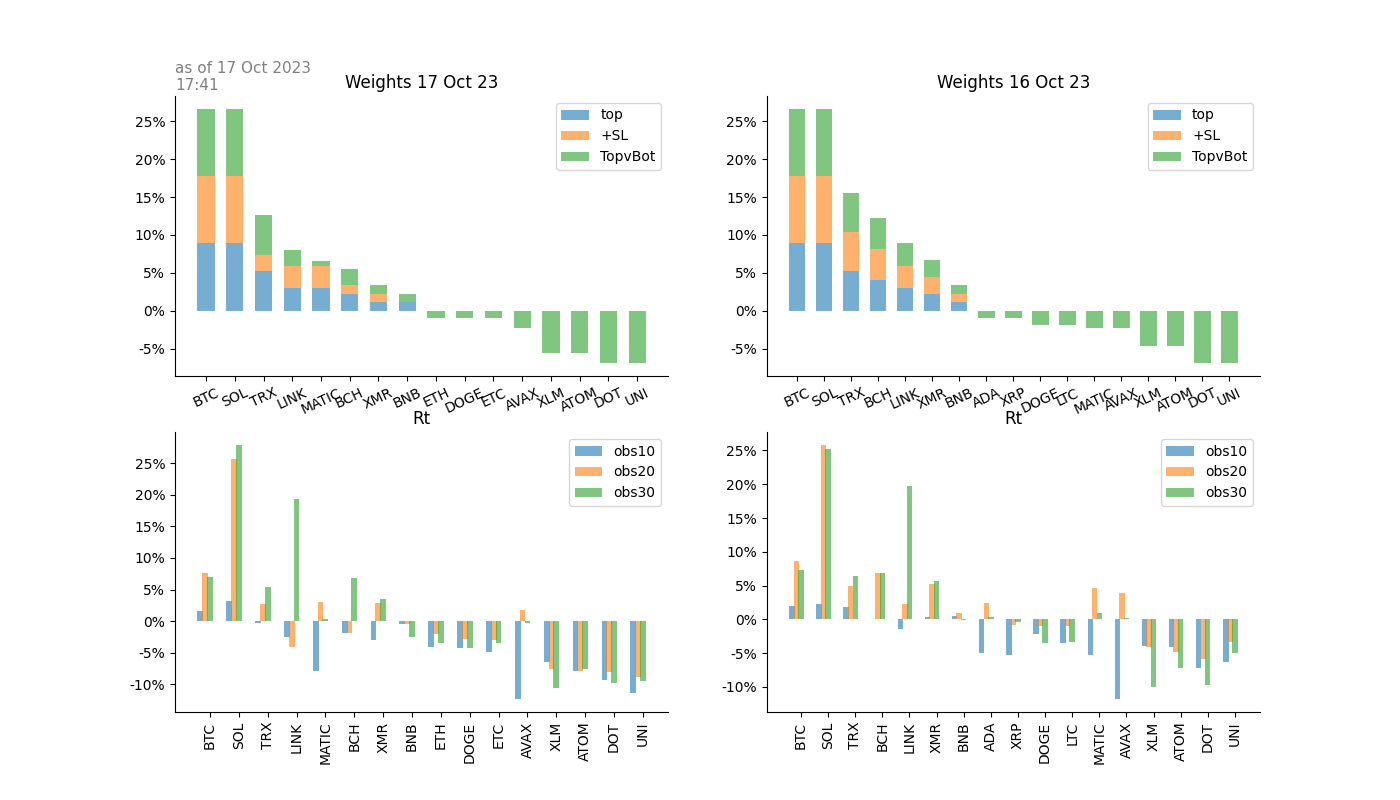 as of 17 Oct 2023
17:41
Weights 17 Oct 23
25%
20%
15%
10%
5%
0%
-5%
top
+SL
TopvBot
BTC SOL TRX LINK MATIC BCH XMR BNB ETH DOGE ETC AVAX XLM ATOM DOT UNI
Weights 16 Oct 23
25%
20%
15%
10%
5%
0%
-5%
top
+SL
TopvBot
BTC SOL TRX BCH LINK XMR BNB ADA XRP DOGE LTC MATIC AVAX XLM ATOM DOT UNI
Rt
25%
20%
15%
10%
5%
0%
-5%
-10%
obs10
obs20
obs30
BTC SOL TRX LINK MATIC BCH XMR BNB ETH DOGE ETC AVAX XLM ATOM DOT UNI
Rt
25%
20%
15%
10%
5%
0%
-5%
-10%
obs10
obs20
obs30
BTC SOL TRX BCH LINK XMR BNB ADA XRP DOGE LTC MATIC AVAX XLM ATOM DOT UNI